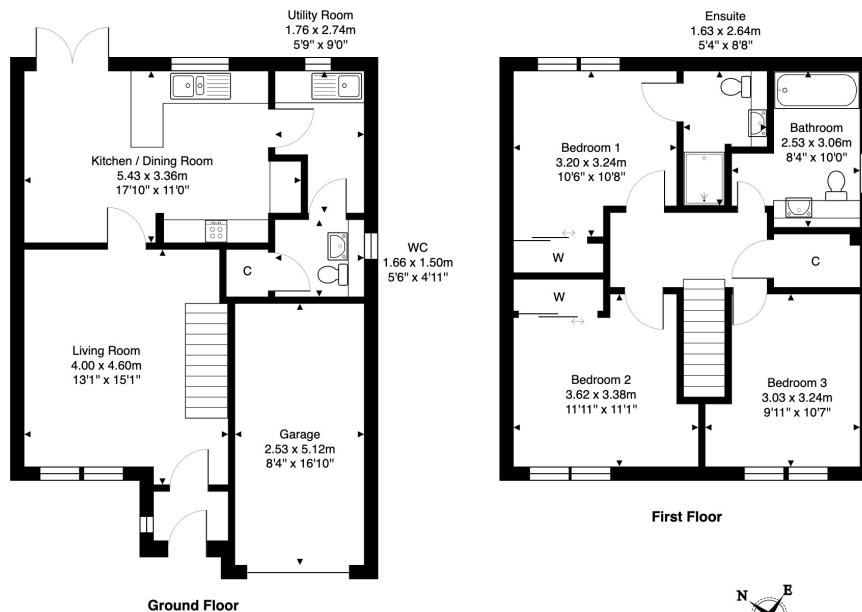 Utility Room
1.76 x 2.74m
5'9" x 9'0"
Kitchen / Dining Room
5.43 x 3.36m
17'10" x 11'0"
WC
1.66 x 1.50m
5'6" x 4'11"
C
Living Room
4.00 x 4.60m
13'1" x 15'1"
Garage
2.53 x 5.12m
8'4" x 16'10"
Ground Floor
Ensuite
1.63 x 2.64m
5'4" x 8'8"
Bedroom 1
3.20 x 3.24m
10'6" x 10'8"
Bathroom
2.53 x 3.06m
8'4" x 10'0"
W
C
W
Bedroom 2
3.62 x 3.38m
11'11" x 11'1"
Bedroom 3
3.03 x 3.24m
9'11" x 10'7"
First Floor
N E